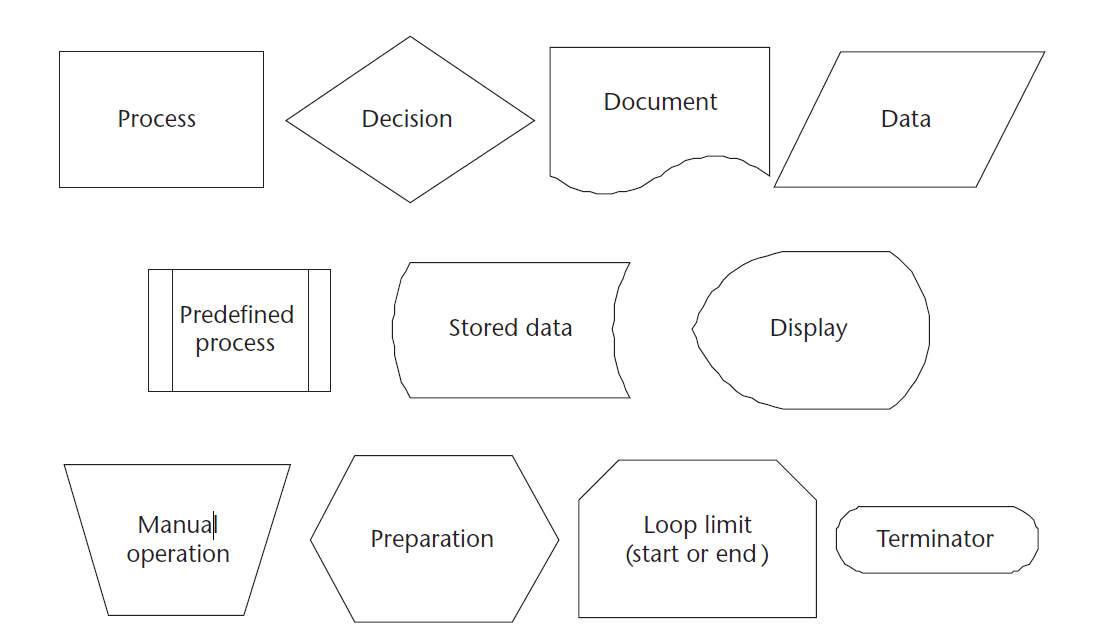 Process
Decision
Document
Data
Predefined
process
Stored data
Display
Manual
operation
Preparation
Loop limit
(start or end )
Terminator